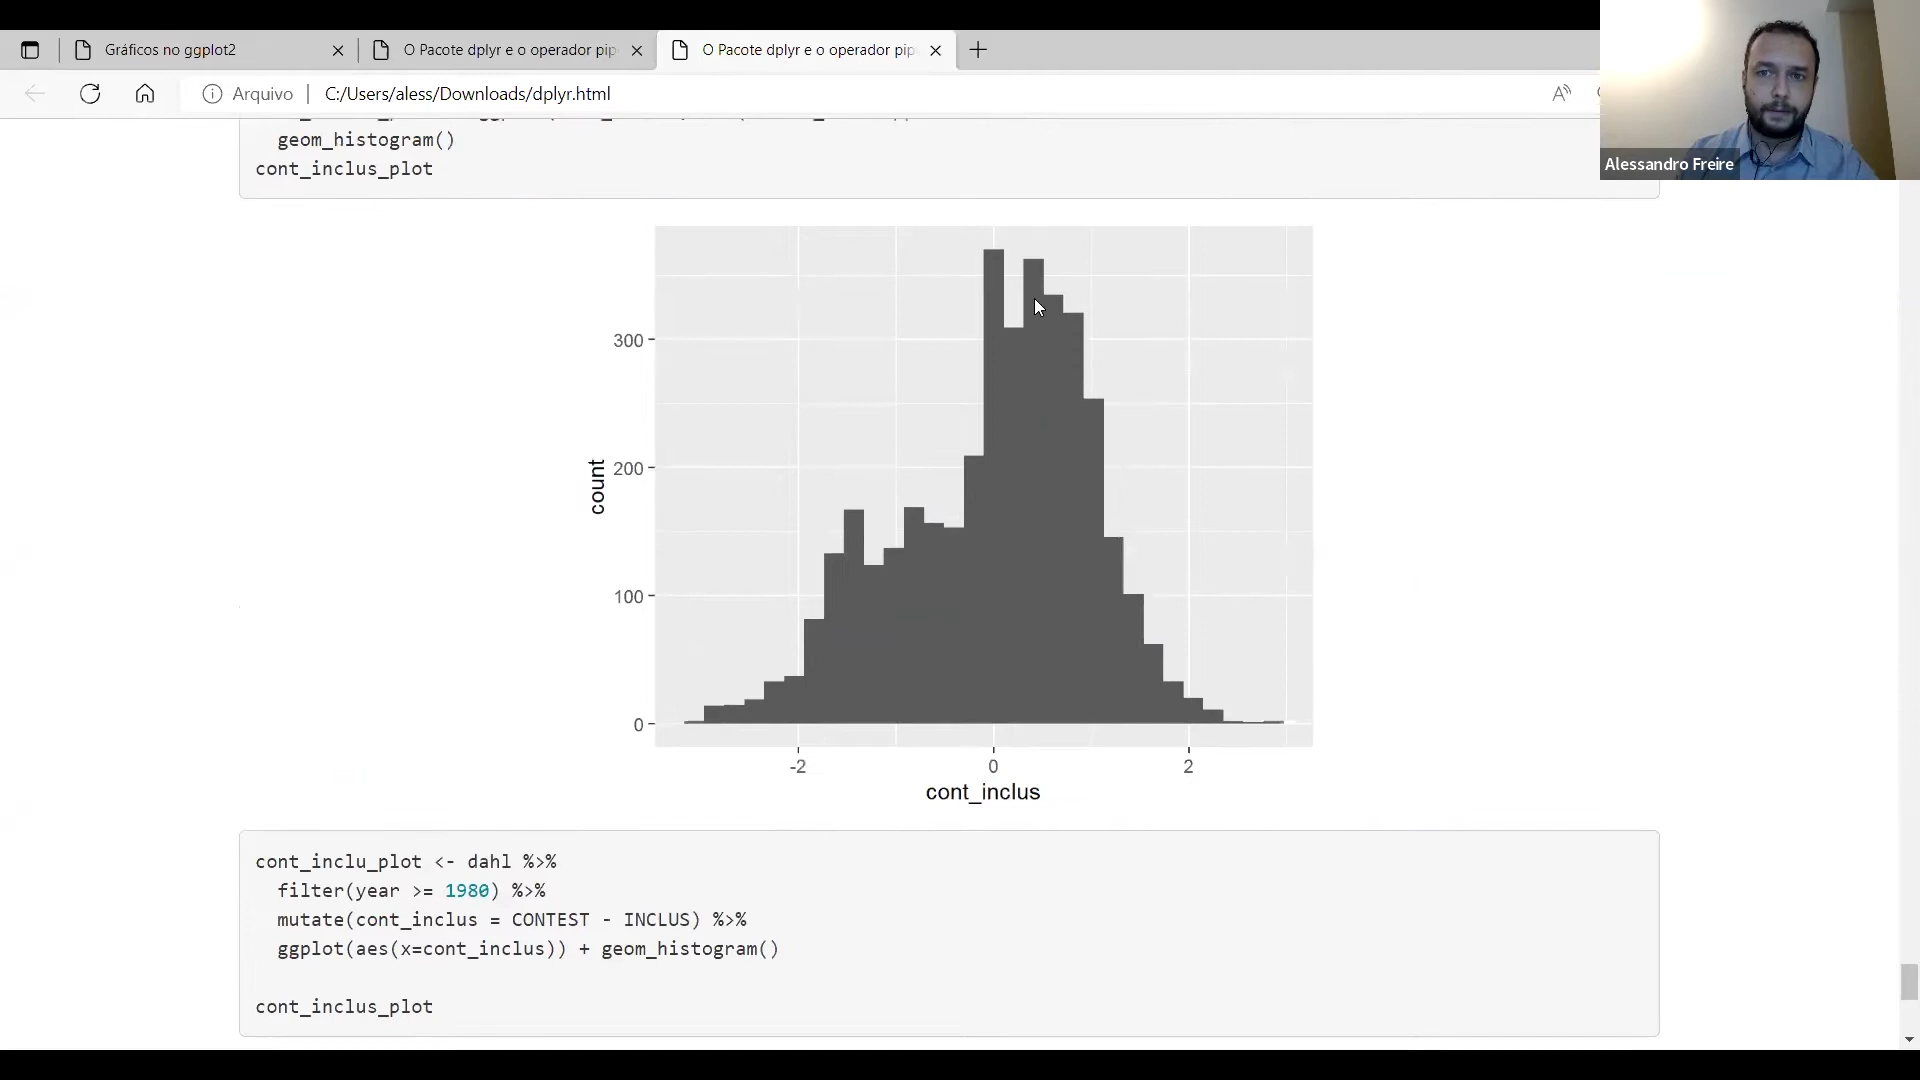 Gráficos no ggplot2
O Pacote dplyr e o operador pip
O Pacote dplyr e o operador pip
Arquivo
C:/Users/aless/Downloads/dplyr.html
Alessandro Freire
geom_histogram()
cont_inclus_plot
300
200
100
0
count
-2 0 2
cont_inclus
cont_inclu_plot <- dahl %>%
filter(year >= 1980) %>%
mutate(cont_inclus = CONTEST - INCLUS) %>%
ggplot(aes(x=cont_inclus)) + geom_histogram()
cont_inclus_plot